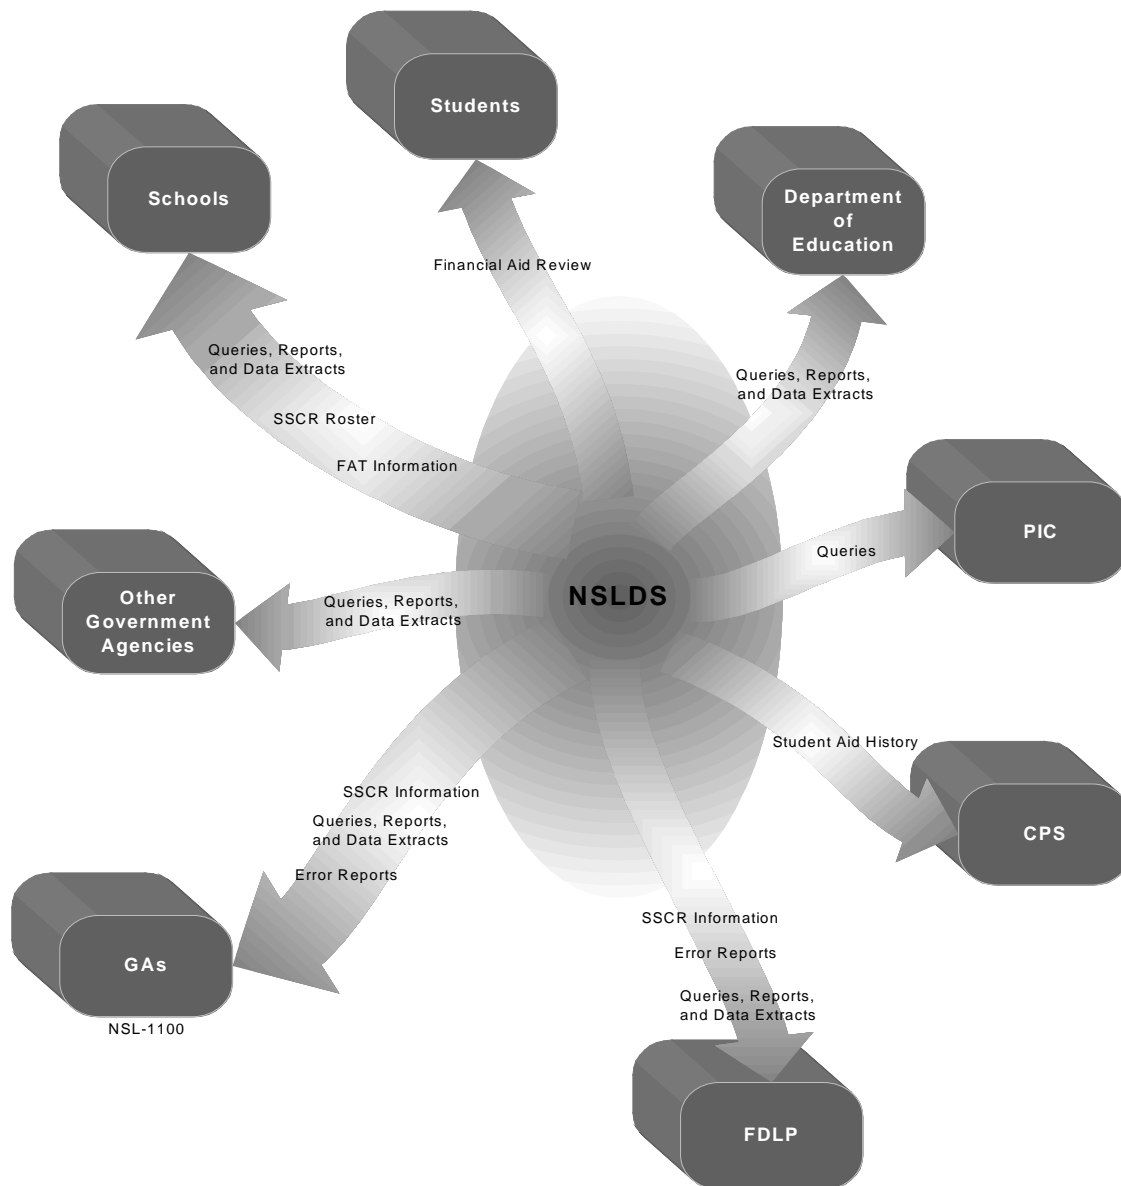 Students
Schools
Department
of
Education
Financial Aid Review
Queries, Reports,
and Data Extracts
SSCR Roster
FAT Information
Queries, Reports,
and Data Extracts
PIC
Queries
NSLDS
Other
Government
Agencies
Queries, Reports,
and Data Extracts
Student Aid History
CPS
SSCR Information
Queries, Reports,
and Data Extracts
Error Reports
GAs
NSL-1100
SSCR Information
Error Reports
Queries, Reports,
and Data Extracts
FDLP